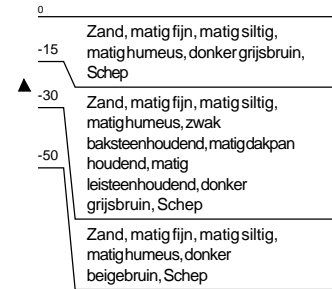 0
Zand, matig fijn, matig siltig,
-15
matig humeus, donker grijsbruin,
Schep
-30
Zand, matig fijn, matig siltig,
matig humeus, zwak
baksteenhoudend, matig dakpan
-50
houdend, matig
leisteenhoudend, donker
grijsbruin, Schep
Zand, matig fijn, matig siltig,
matig humeus, donker
beigebruin, Schep